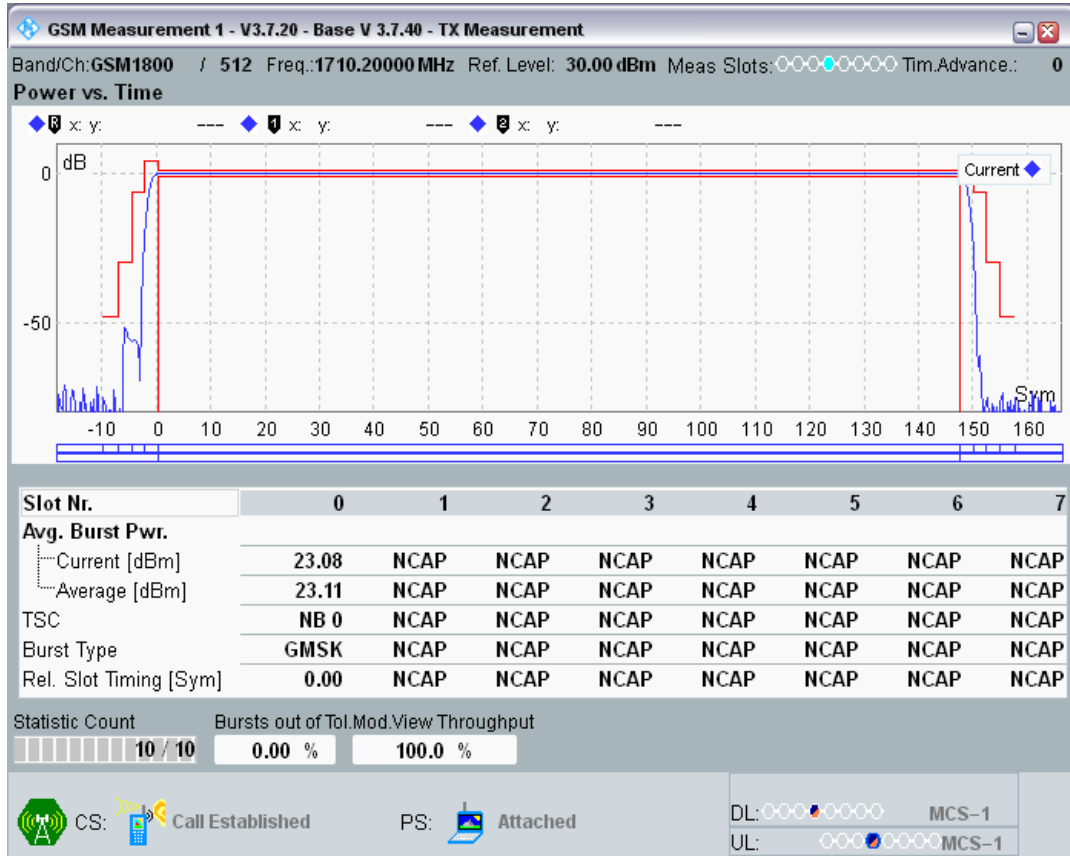 GSM Measurement 1 - V3.7.20 - Base V 3.7.40 - TX Measurement
Band/Ch:GSM1800 / 512 Freq.:1710.20000 MHz Ref. Level: 30.00 dBm Meas Slots: Tim.Advance.: 0
Power vs. Time
R x: y: --- 1 x: y: --- 2 x: y: ---
0 dB
Current
-50
Sym
-10 0 10 20 30 40 50 60 70 80 90 100 110 120 130 140 150 160
Slot Nr. 0 1 2 3 4 5 6 7
Avg. Burst Pwr.
Current [dBm] 23.08 NCAP NCAP NCAP NCAP NCAP NCAP NCAP
Average [dBm] 23.11 NCAP NCAP NCAP NCAP NCAP NCAP NCAP
TSC NB 0 NCAP NCAP NCAP NCAP NCAP NCAP NCAP
Burst Type GMSK NCAP NCAP NCAP NCAP NCAP NCAP NCAP
Rel. Slot Timing [Sym] 0.00 NCAP NCAP NCAP NCAP NCAP NCAP NCAP
Statistic Count Bursts out of Tol.Mod.View Throughput
10 / 10 0.00 % 100.0 %
CS: Call Established PS: Attached
DL: MCS-1
UL: MCS-1